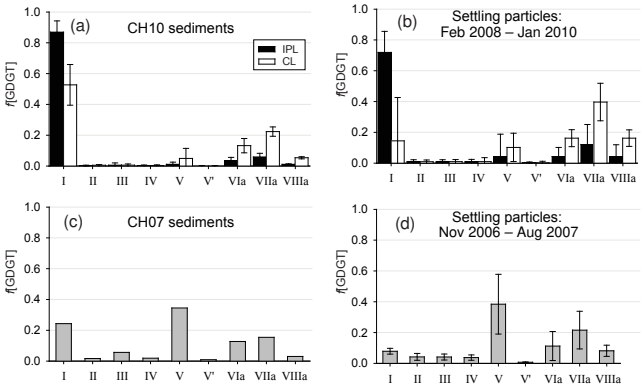 (a) CH10 sediments
IPL
CL
f[GDGT]
1.0
0.8
0.6
0.4
0.2
0.0
I II III IV V V' VIa VIIa VIIIa
(b) Settling particles:
Feb 2008 – Jan 2010
f[GDGT]
1.0
0.8
0.6
0.4
0.2
0.0
I II III IV V V' VIa VIIa VIIIa
(c) CH07 sediments
f[GDGT]
1.0
0.8
0.6
0.4
0.2
0.0
I II III IV V V' VIa VIIa VIIIa
(d) Settling particles:
Nov 2006 – Aug 2007
f[GDGT]
1.0
0.8
0.6
0.4
0.2
0.0
I II III IV V V' VIa VIIa VIIIa